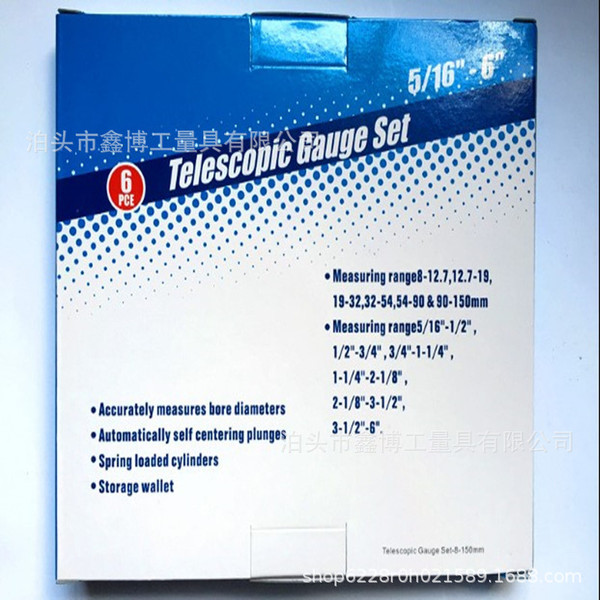 5/16" - 6"
泊头市鑫博工量具有限公司
Telescopic Gauge Set
6
PCE
• Measuring range8-12.7,12.7-19,
19-32,32-54,54-90 & 90-150mm
• Measuring range5/16"-1/2",
1/2"-3/4", 3/4"-1-1/4",
1-1/4"-2-1/8",
2-1/8"-3-1/2",
3-1/2"-6".
• Accurately measures bore diameters
• Automatically self centering plunges
• Spring loaded cylinders
• Storage wallet
泊头市鑫博工量具有限公司
Telescopic Gauge Set-8-150mm
shop6228r0h021589.1688.com